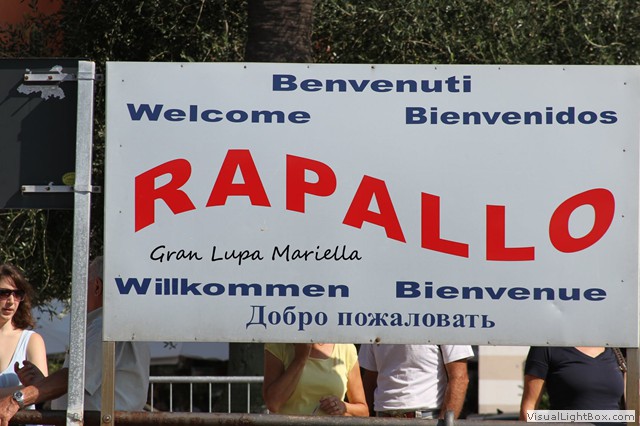 Benvenuti
Welcome Bienvenidos
RAPALLO
Gran Lupa Mariella
Willkommen Bienvenue
Добро пожаловать
VisualLightBox.com